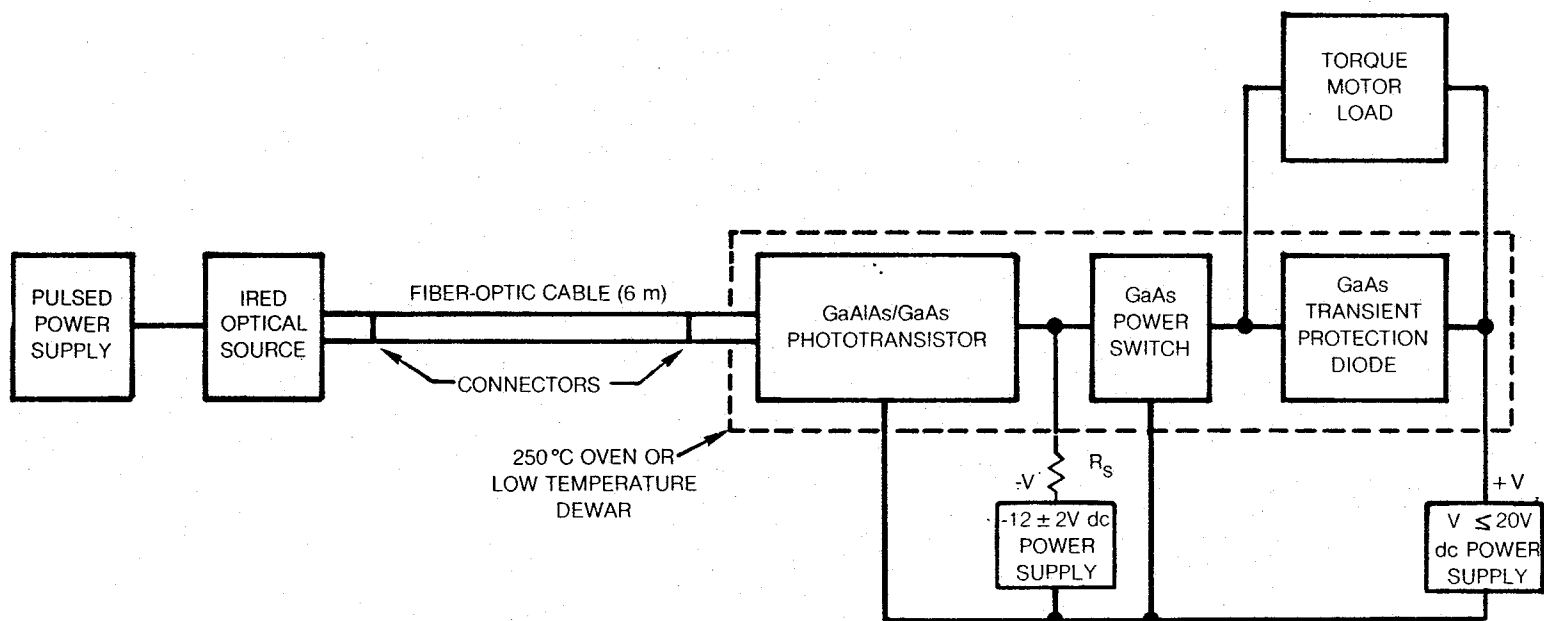 TORQUE
MOTOR
LOAD
PULSED
POWER
SUPPLY
IRED
OPTICAL
SOURCE
FIBER-OPTIC CABLE (6 m)
CONNECTORS
GaAlAs/GaAs
PHOTOTRANSISTOR
GaAs
POWER
SWITCH
GaAs
TRANSIENT
PROTECTION
DIODE
250°C OVEN OR
LOW TEMPERATURE
DEWAR
-V
RS
-12 ± 2V dc
POWER
SUPPLY
+ V
V ≤ 20V
dc POWER
SUPPLY